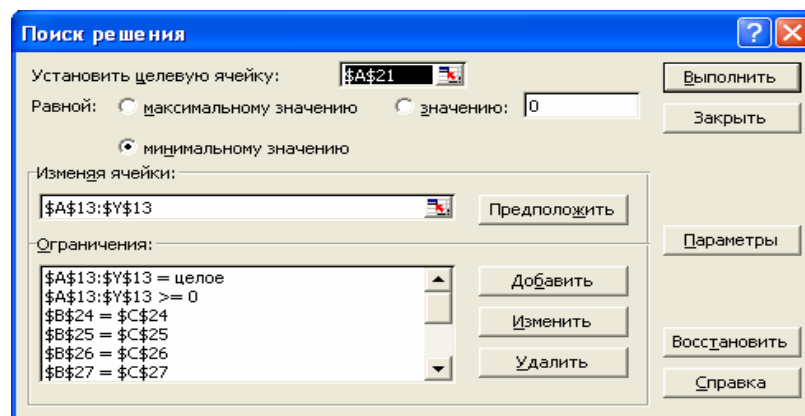 Поиск решения
Установить целевую ячейку: $A$21
Равной: максимальному значению значению: 0
минимальному значению
Изменяя ячейки:
$A$13:$Y$13
Предположить
Ограничения:
$A$13:$Y$13 = целое
$A$13:$Y$13 >= 0
$B$24 = $C$24
$B$25 = $C$25
$B$26 = $C$26
$B$27 = $C$27
Добавить
Изменить
Удалить
Выполнить
Закрыть
Параметры
Восстановить
Справка